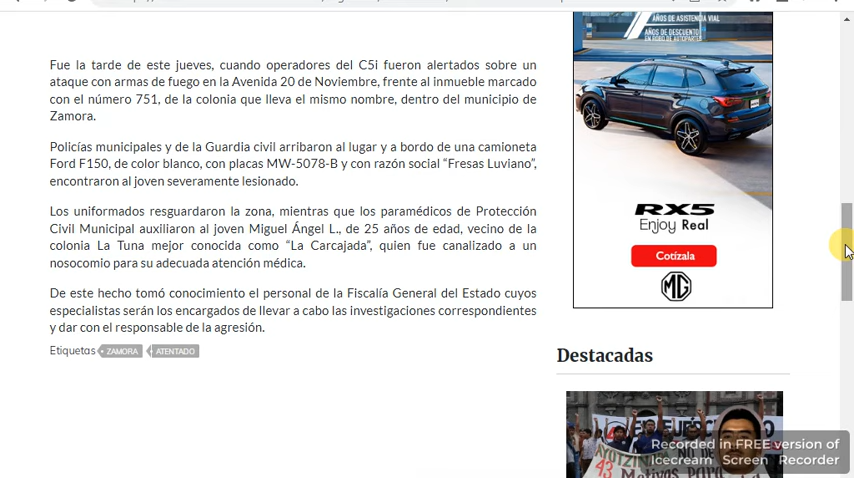 Fue la tarde de este jueves, cuando operadores del C5i fueron alertados sobre un
ataque con armas de fuego en la Avenida 20 de Noviembre, frente al inmueble marcado
con el número 751, de la colonia que lleva el mismo nombre, dentro del municipio de
Zamora.
Policías municipales y de la Guardia civil arribaron al lugar y a bordo de una camioneta
Ford F150, de color blanco, con placas MW-5078-B y con razón social “Fresas Luviano”,
encontraron al joven severamente lesionado.
Los uniformados resguardaron la zona, mientras que los paramédicos de Protección
Civil Municipal auxiliaron al joven Miguel Ángel L., de 25 años de edad, vecino de la
colonia La Tuna mejor conocida como “La Carcajada”, quien fue canalizado a un
nosocomio para su adecuada atención médica.
De este hecho tomó conocimiento el personal de la Fiscalía General del Estado cuyos
especialistas serán los encargados de llevar a cabo las investigaciones correspondientes
y dar con el responsable de la agresión.
Etiquetas ZAMORA ATENTADO
AÑOS DE ASISTENCIA VIAL
AÑOS DE DESCUENTO
EN ROBO DE AUTOPARTES
RX5
Enjoy Real
Cotízala
MG
Destacadas
AYOTZINAPA
43
Recorded in FREE version of
Icecream Screen Recorder